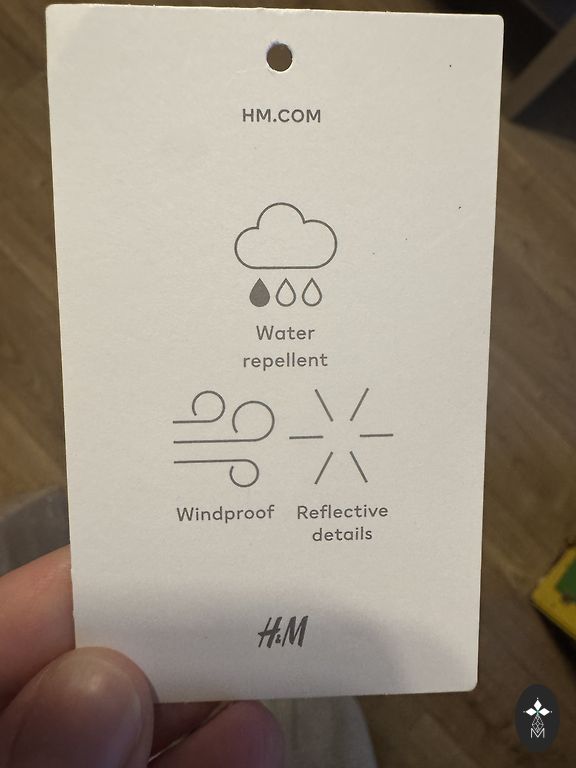 HM.COM
Water
repellent
Windproof
Reflective
details
H&M
M